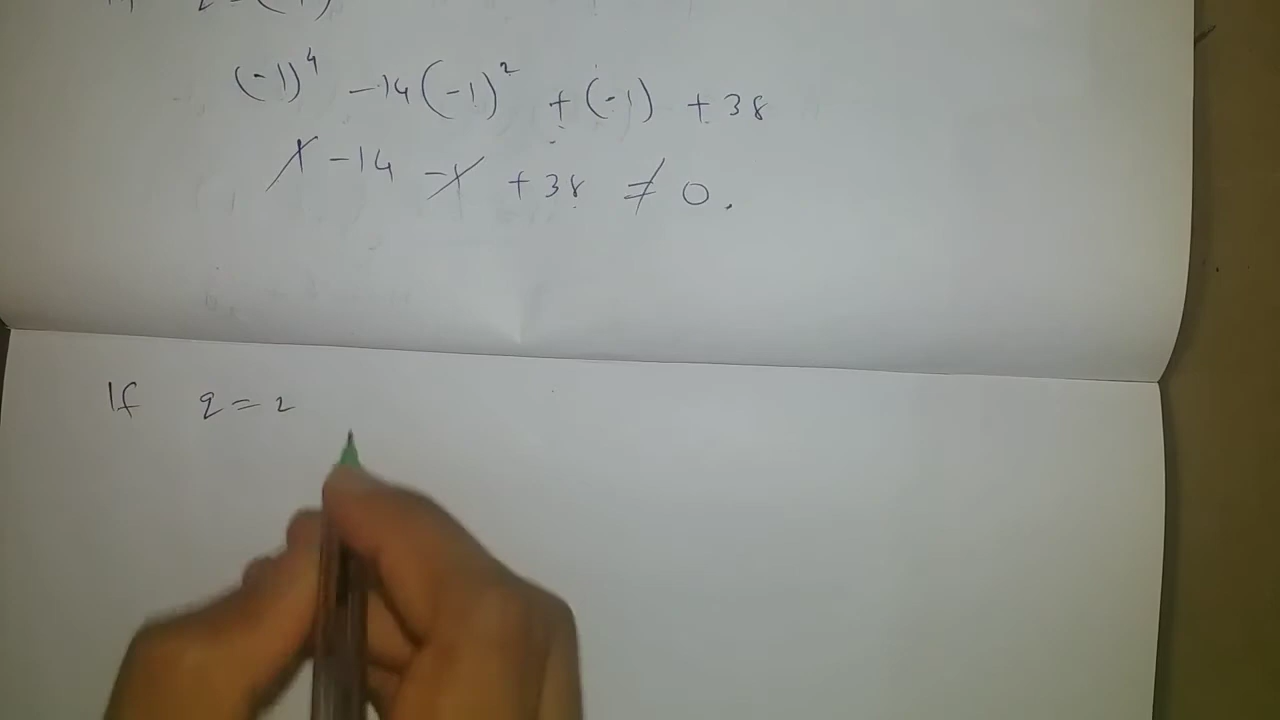 (-1)⁴ -14(-1)² + (-1) + 38
1 -14 -1 + 38 ≠ 0.
If q = 2